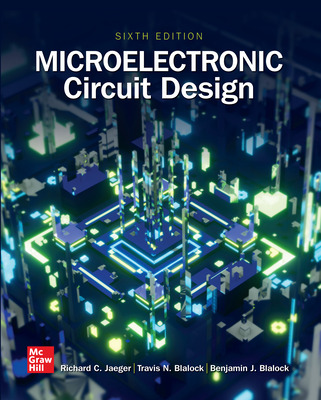 SIXTH EDITION
MICROELECTRONIC
Circuit Design
Mc
Graw
Hill
Richard C. Jaeger | Travis N. Blalock | Benjamin J. Blalock